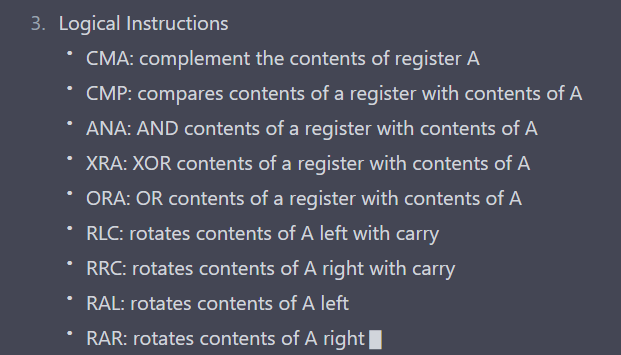 3. Logical Instructions
• CMA: complement the contents of register A
• CMP: compares contents of a register with contents of A
• ANA: AND contents of a register with contents of A
• XRA: XOR contents of a register with contents of A
• ORA: OR contents of a register with contents of A
• RLC: rotates contents of A left with carry
• RRC: rotates contents of A right with carry
• RAL: rotates contents of A left
• RAR: rotates contents of A right